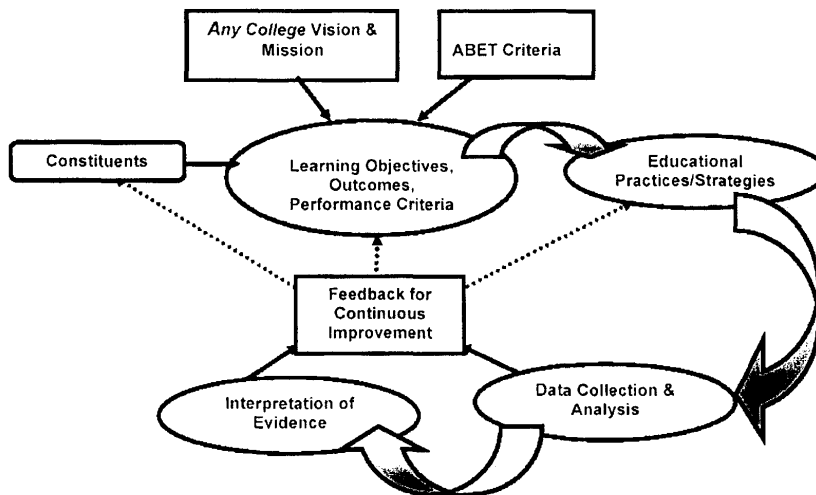 Any College Vision &
Mission
ABET Criteria
Constituents
Learning Objectives,
Outcomes,
Performance Criteria
Educational
Practices/Strategies
Feedback for
Continuous
Improvement
Interpretation of
Evidence
Data Collection &
Analysis